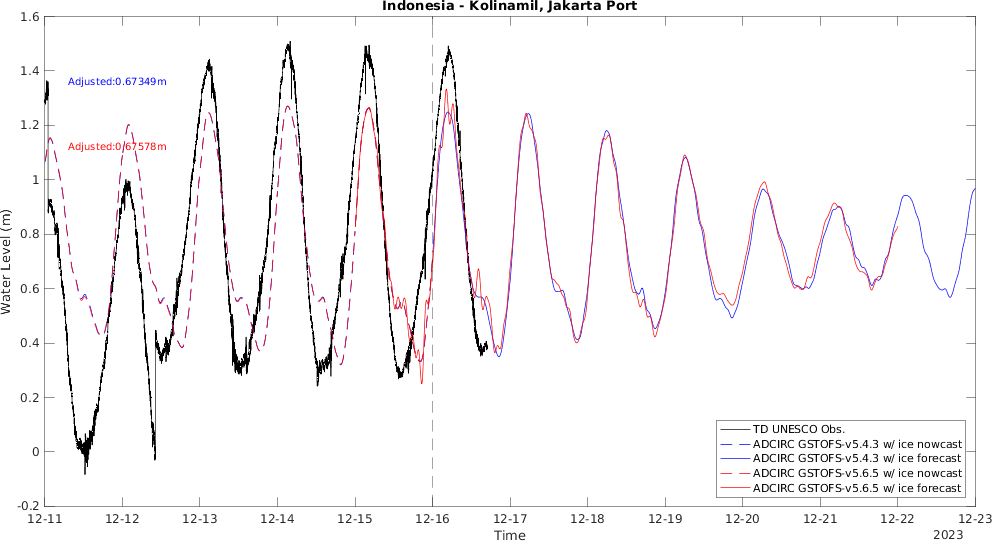 Indonesia - Kolinamil, Jakarta Port
1.6
1.4
1.2
1
0.8
0.6
0.4
0.2
0
-0.2
Water Level (m)
Adjusted:0.67349m
Adjusted:0.67578m
TD UNESCO Obs.
ADCIRC GSTOFS-v5.4.3 w/ ice nowcast
ADCIRC GSTOFS-v5.4.3 w/ ice forecast
ADCIRC GSTOFS-v5.6.5 w/ ice nowcast
ADCIRC GSTOFS-v5.6.5 w/ ice forecast
12-11 12-12 12-13 12-14 12-15 12-16 12-17 12-18 12-19 12-20 12-21 12-22 12-23
Time
2023